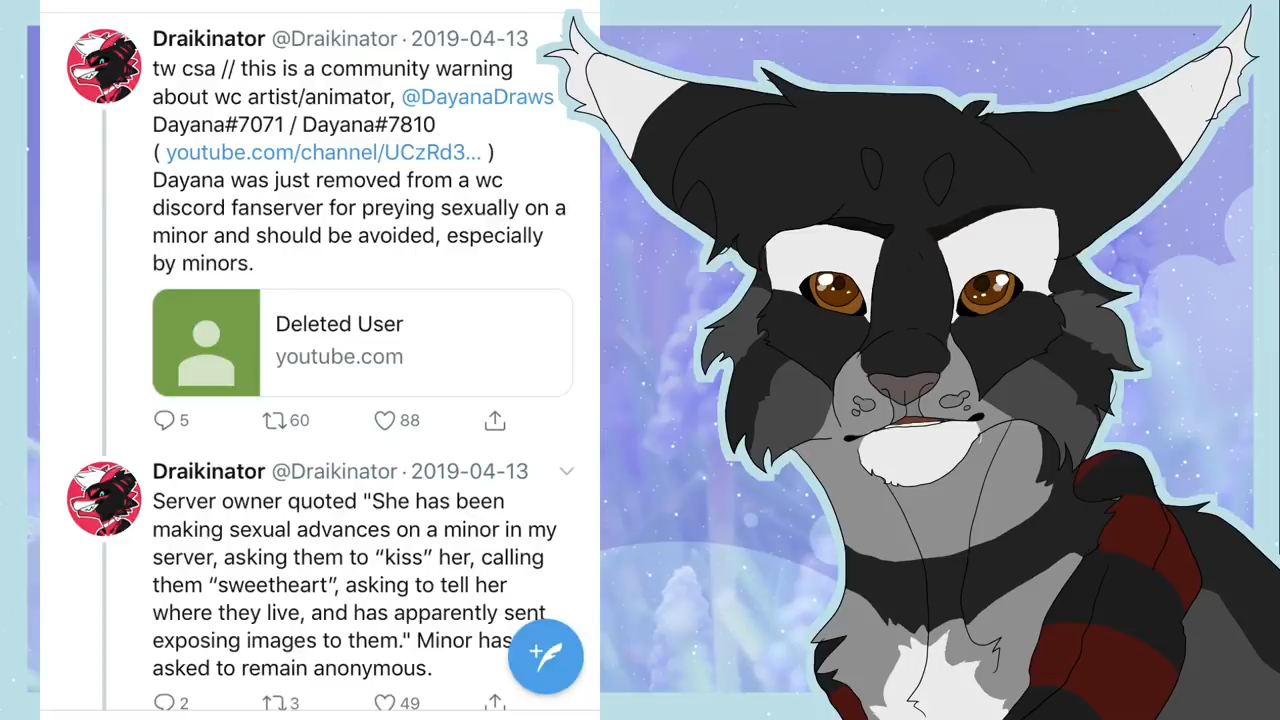 Draikinator @Draikinator · 2019-04-13
tw csa // this is a community warning
about wc artist/animator, @DayanaDraws
Dayana#7071 / Dayana#7810
( youtube.com/channel/UCzRd3... )
Dayana was just removed from a wc
discord fanserver for preying sexually on a
minor and should be avoided, especially
by minors.
Deleted User
youtube.com
5 60 88
Draikinator @Draikinator · 2019-04-13
Server owner quoted "She has been
making sexual advances on a minor in my
server, asking them to “kiss” her, calling
them “sweetheart”, asking to tell her
where they live, and has apparently sent
exposing images to them." Minor has
asked to remain anonymous.
2 3 49